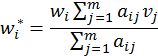 $w_i^* = \frac{w_i \sum_{j=1}^{m} a_{ij} v_j}{\sum_{j=1}^{m} a_{ij}}$